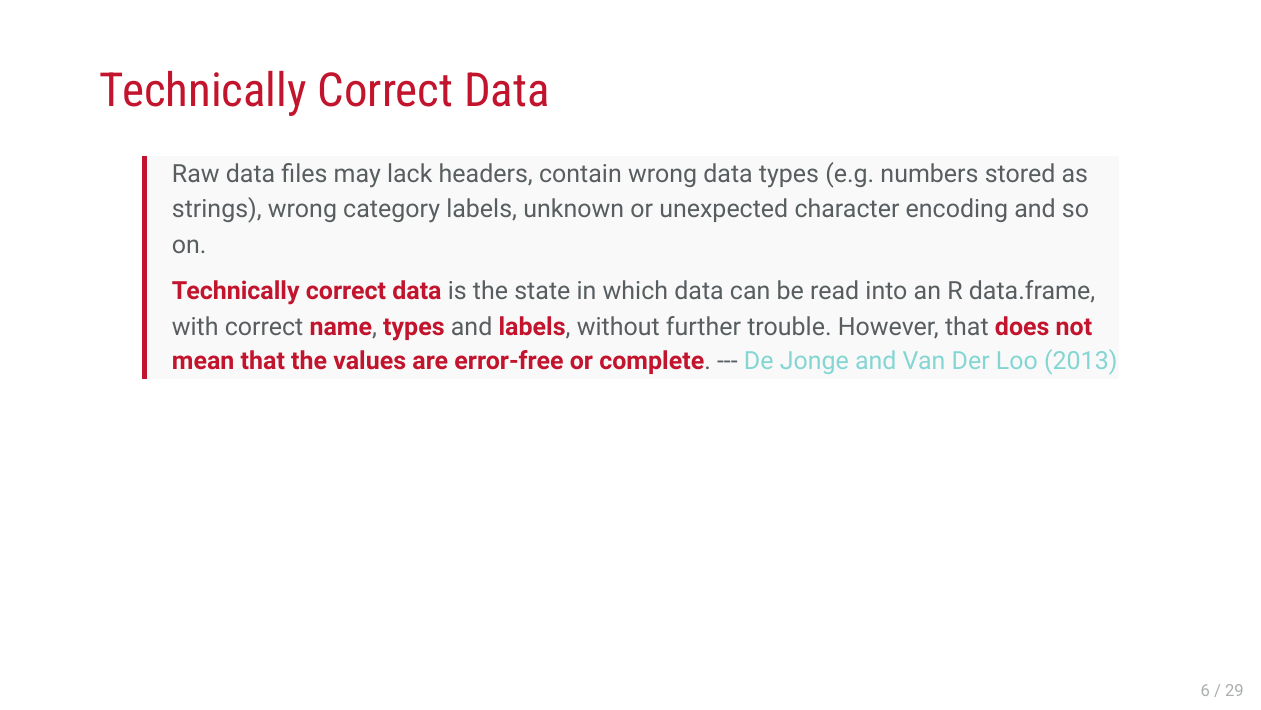 Technically Correct Data
Raw data files may lack headers, contain wrong data types (e.g. numbers stored as
strings), wrong category labels, unknown or unexpected character encoding and so
on.
Technically correct data is the state in which data can be read into an R data.frame,
with correct name, types and labels, without further trouble. However, that does not
mean that the values are error-free or complete. --- De Jonge and Van Der Loo (2013)
6 / 29